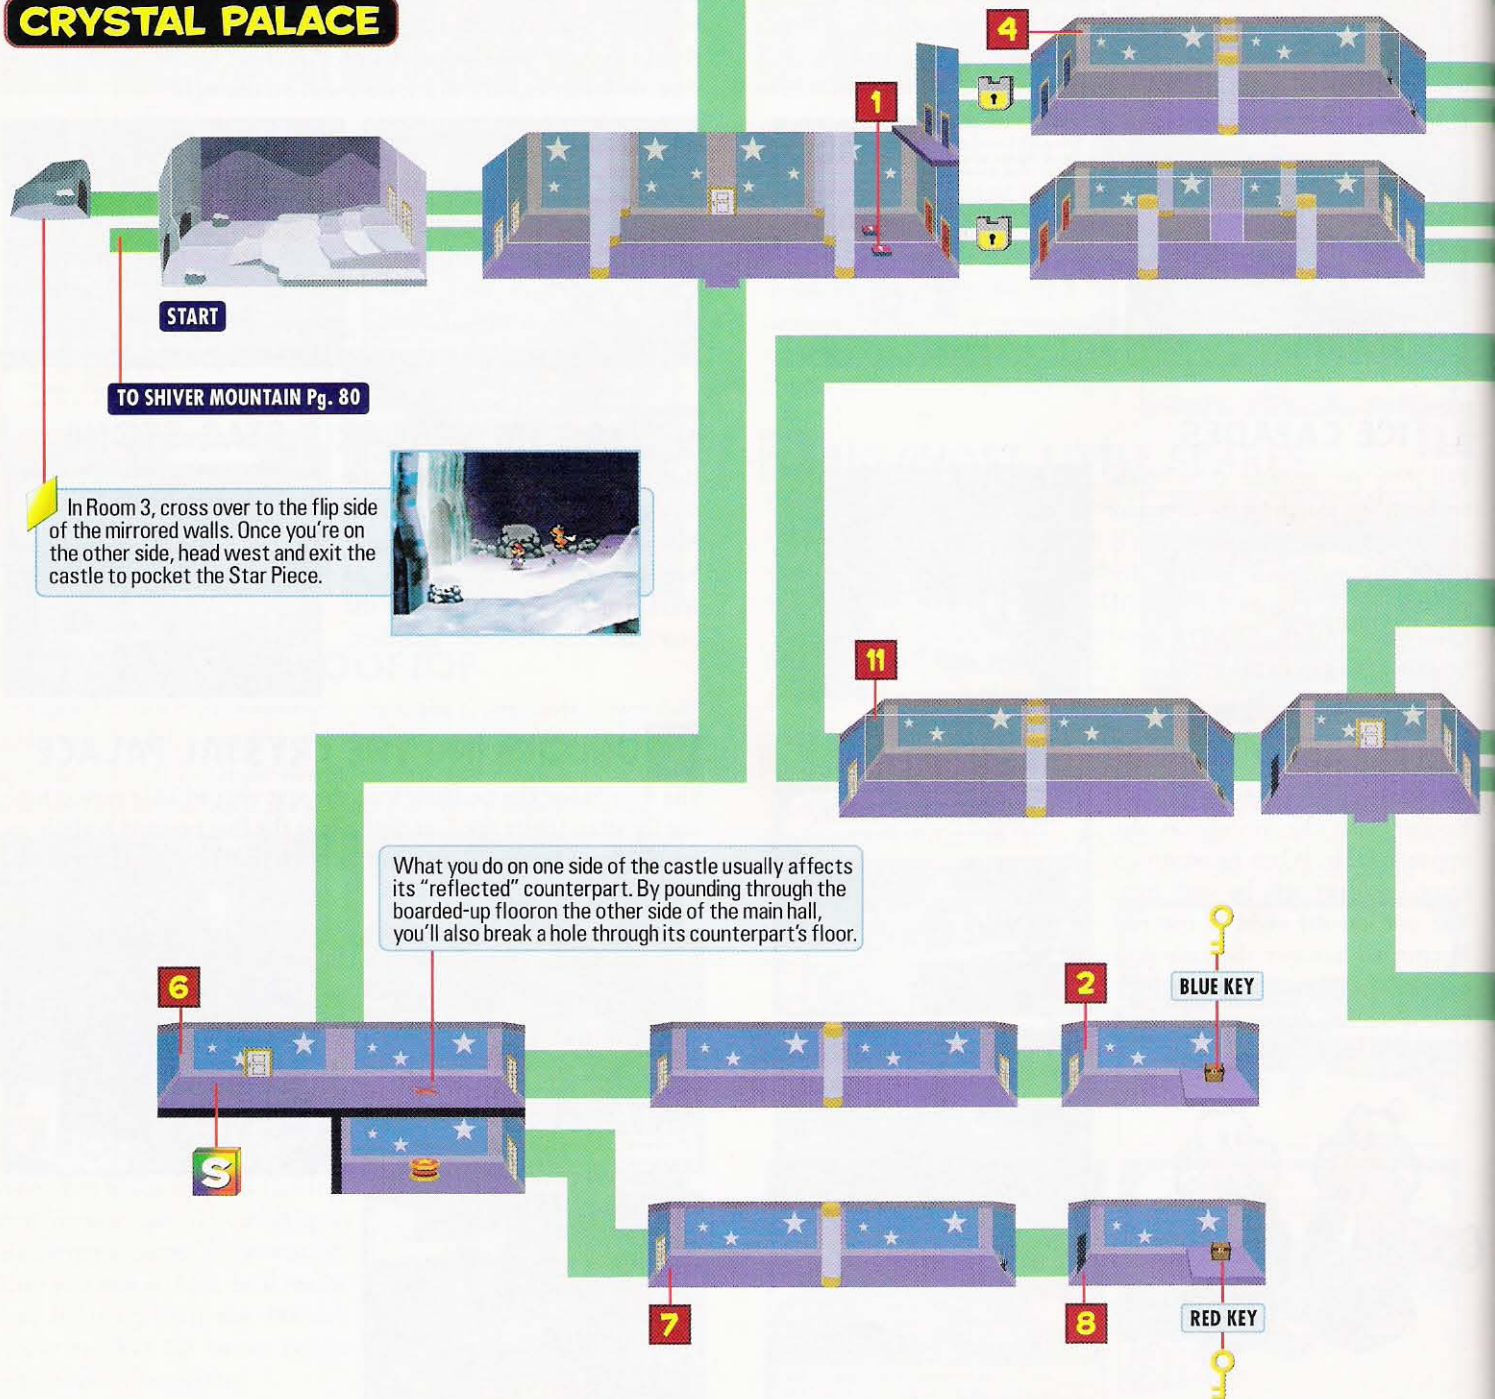 CRYSTAL PALACE
4
1
START
TO SHIVER MOUNTAIN Pg. 80
In Room 3, cross over to the flip side
of the mirrored walls. Once you're on
the other side, head west and exit the
castle to pocket the Star Piece.
11
What you do on one side of the castle usually affects
its "reflected" counterpart. By pounding through the
boarded-up flooron the other side of the main hall,
you'll also break a hole through its counterpart's floor.
6
2
BLUE KEY
S
7
8
RED KEY